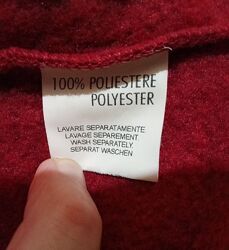 100% POLIESTERE
POLYESTER
LAVARE SEPARATAMENTE
LAVAGE SEPAREMENT.
WASH SEPARATELY.
SEPARAT WASCHEN